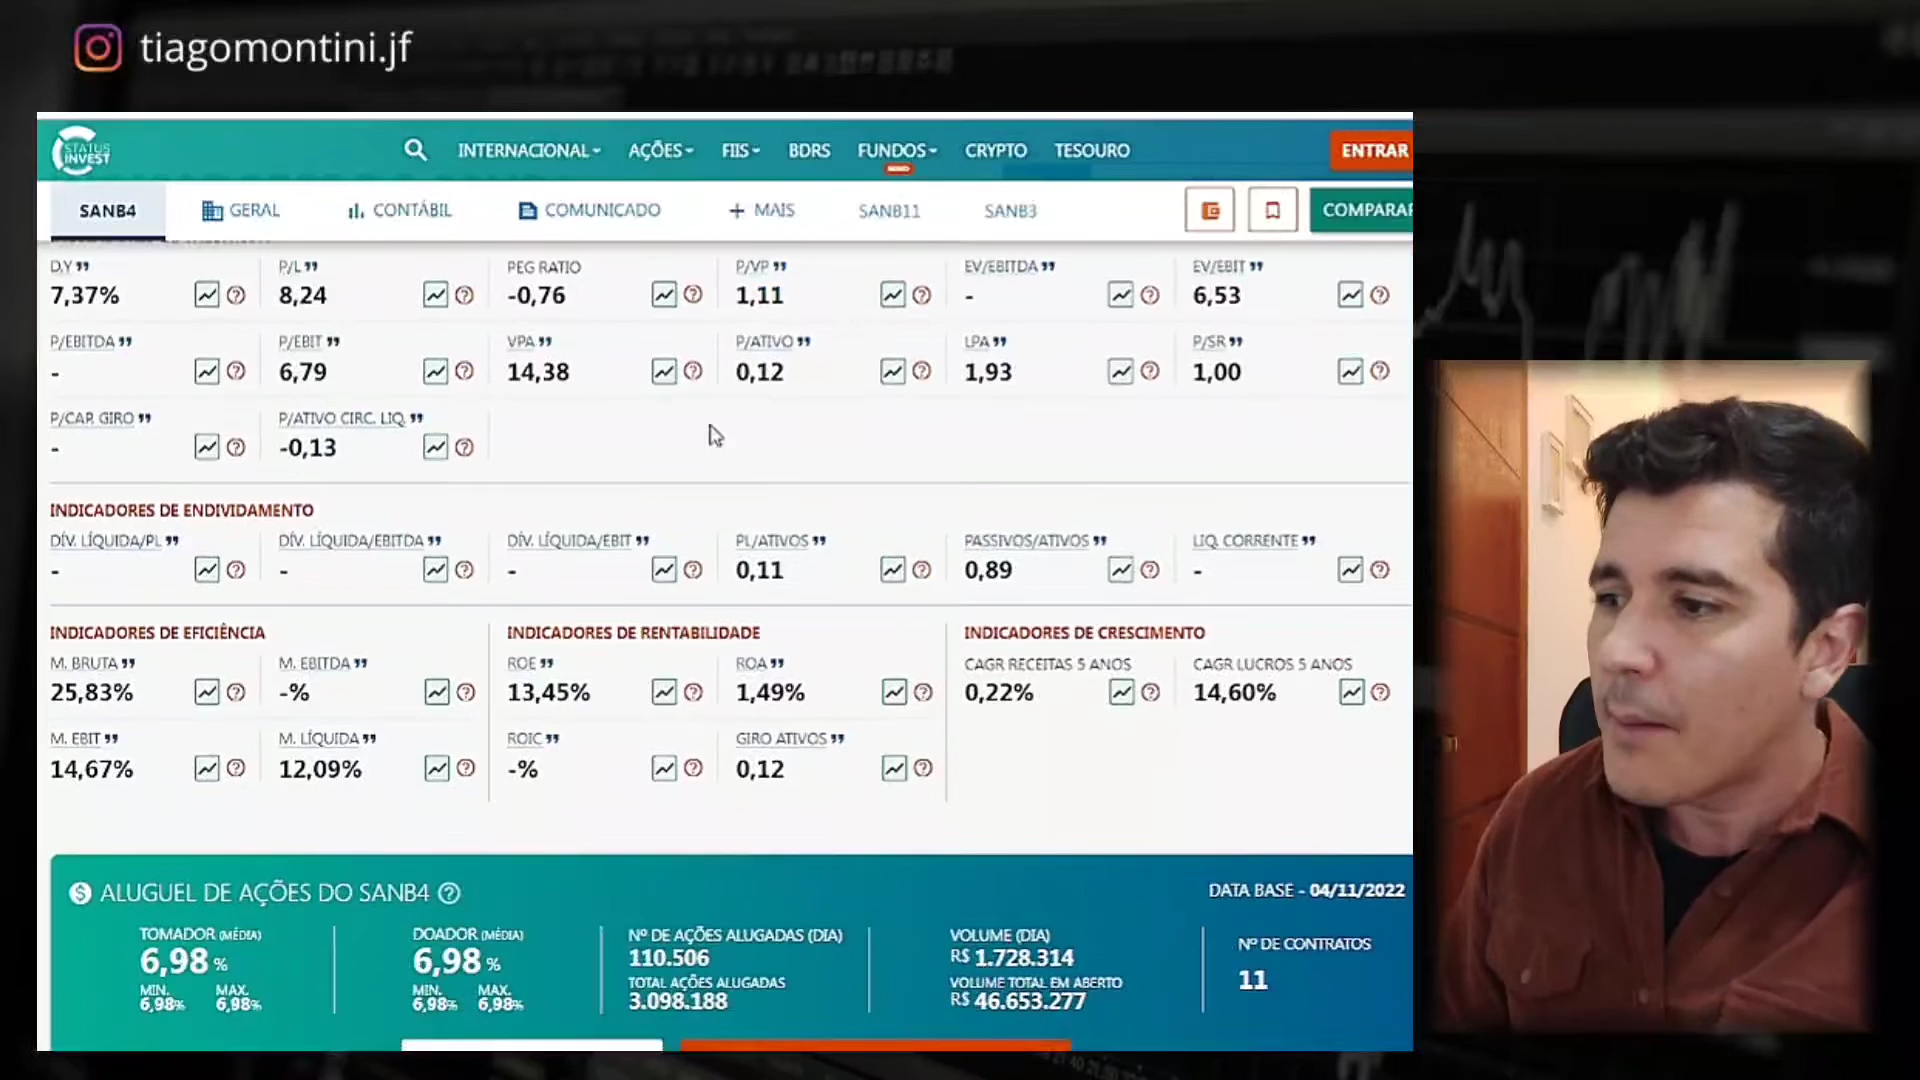 tiagomontini.jf
STATUS INVEST
INTERNACIONAL AÇÕES FIIS BDRS FUNDOS CRYPTO TESOURO ENTRAR
NOVO
SANB4 GERAL CONTÁBIL COMUNICADO + MAIS SANB11 SANB3 COMPARAR
D.Y P/L PEG RATIO P/VP EV/EBITDA EV/EBIT
7,37% 8,24 -0,76 1,11 - 6,53
P/EBITDA P/EBIT VPA P/ATIVO LPA P/SR
- 6,79 14,38 0,12 1,93 1,00
P/CAP. GIRO P/ATIVO CIRC. LIQ.
- -0,13
INDICADORES DE ENDIVIDAMENTO
DÍV. LÍQUIDA/PL DÍV. LÍQUIDA/EBITDA DÍV. LÍQUIDA/EBIT PL/ATIVOS PASSIVOS/ATIVOS LIQ. CORRENTE
- - - 0,11 0,89 -
INDICADORES DE EFICIÊNCIA INDICADORES DE RENTABILIDADE INDICADORES DE CRESCIMENTO
M. BRUTA M. EBITDA ROE ROA CAGR RECEITAS 5 ANOS CAGR LUCROS 5 ANOS
25,83% -% 13,45% 1,49% 0,22% 14,60%
M. EBIT M. LÍQUIDA ROIC GIRO ATIVOS
14,67% 12,09% -% 0,12
ALUGUEL DE AÇÕES DO SANB4 DATA BASE - 04/11/2022
TOMADOR (MÉDIA) DOADOR (MÉDIA) Nº DE AÇÕES ALUGADAS (DIA) VOLUME (DIA) Nº DE CONTRATOS
6,98 % 6,98 % 110.506 R$ 1.728.314 11
MIN. MAX. MIN. MAX. TOTAL AÇÕES ALUGADAS VOLUME TOTAL EM ABERTO
6,98% 6,98% 6,98% 6,98% 3.098.188 R$ 46.653.277